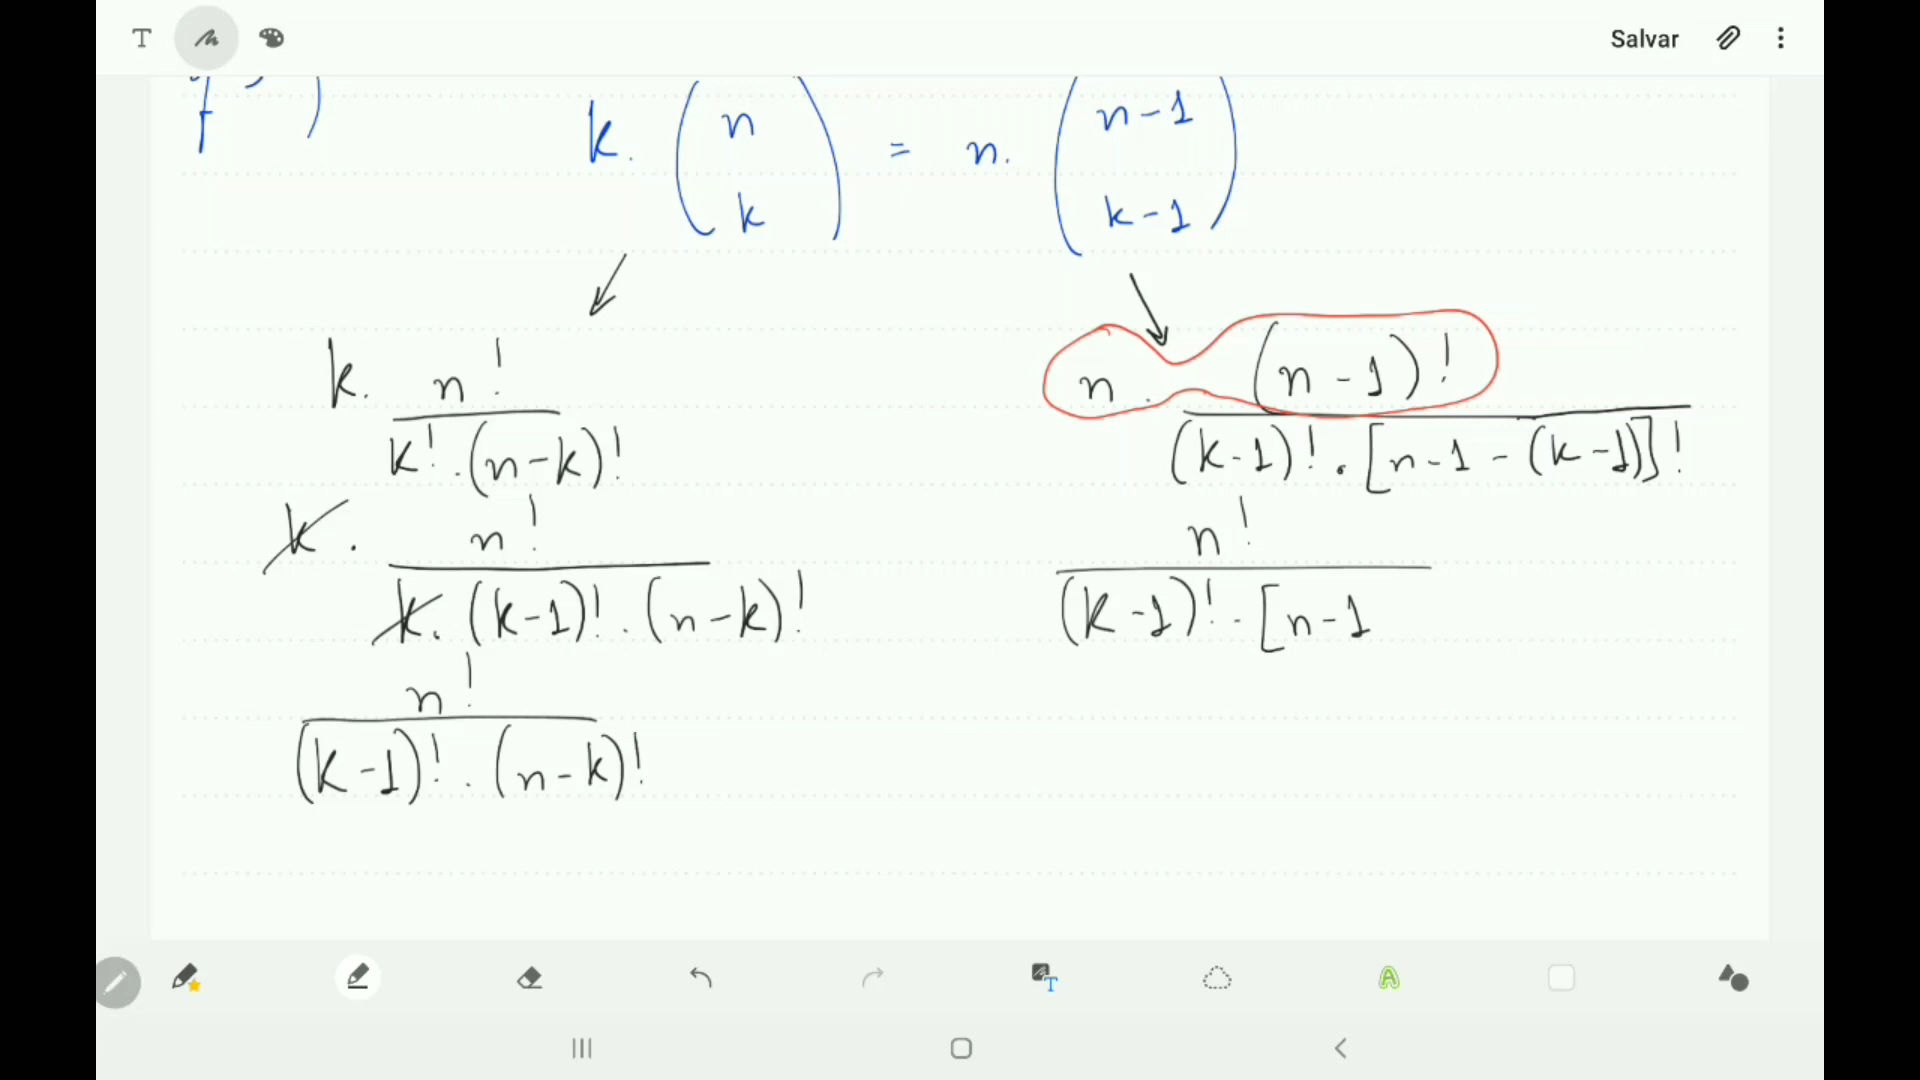 T Salvar
k. (n k) = n. (n-1 k-1)
k. n! / k!.(n-k)!
n. (n-1)! / (k-1)!.[n-1-(k-1)]!
k. n! / k.(k-1)!.(n-k)!
n! / (k-1)!.[n-1
n! / (k-1)!.(n-k)!
T A